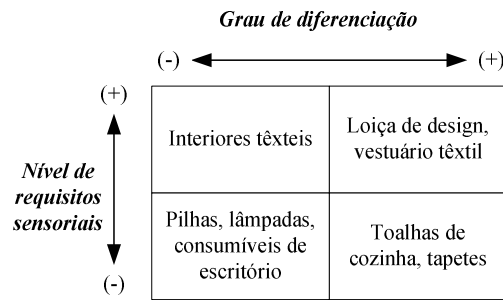 Grau de diferenciação
(-)
(+)
(+)
Nível de
requisitos
sensoriais
(-)
Interiores têxteis
Loiça de design,
vestuário têxtil
Pilhas, lâmpadas,
consumíveis de
escritório
Toalhas de
cozinha, tapetes